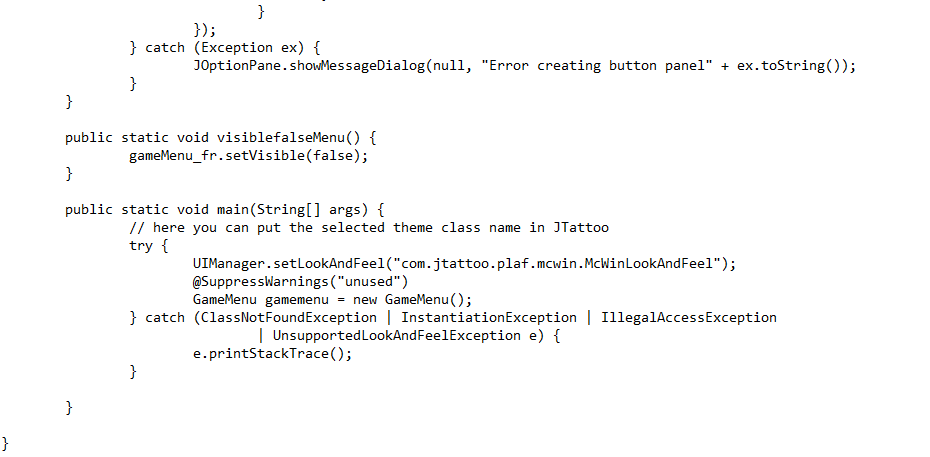 }
});
} catch (Exception ex) {
JOptionPane.showMessageDialog(null, "Error creating button panel" + ex.toString());
}
}
public static void visiblefalseMenu() {
gameMenu_fr.setVisible(false);
}
public static void main(String[] args) {
// here you can put the selected theme class name in JTattoo
try {
UIManager.setLookAndFeel("com.jtattoo.plaf.mcwin.McWinLookAndFeel");
@SuppressWarnings("unused")
GameMenu gamemenu = new GameMenu();
} catch (ClassNotFoundException | InstantiationException | IllegalAccessException
| UnsupportedLookAndFeelException e) {
e.printStackTrace();
}
}
}